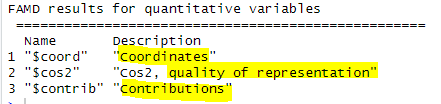 FAMD results for quantitative variables
===================================================
Name Description
1 "$coord" "Coordinates"
2 "$cos2" "Cos2, quality of representation"
3 "$contrib" "Contributions"